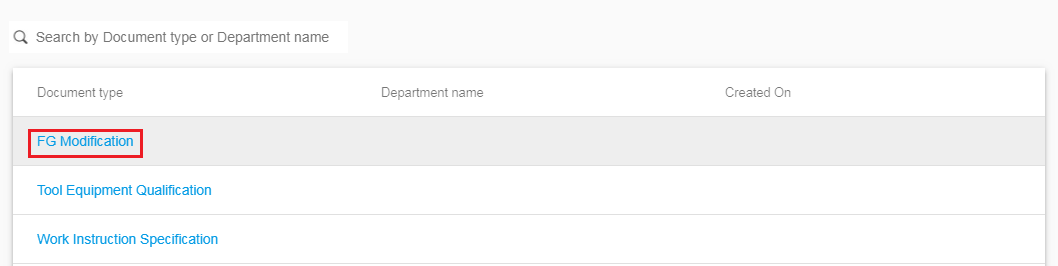 Search by Document type or Department name
Document type Department name Created On
FG Modification
Tool Equipment Qualification
Work Instruction Specification